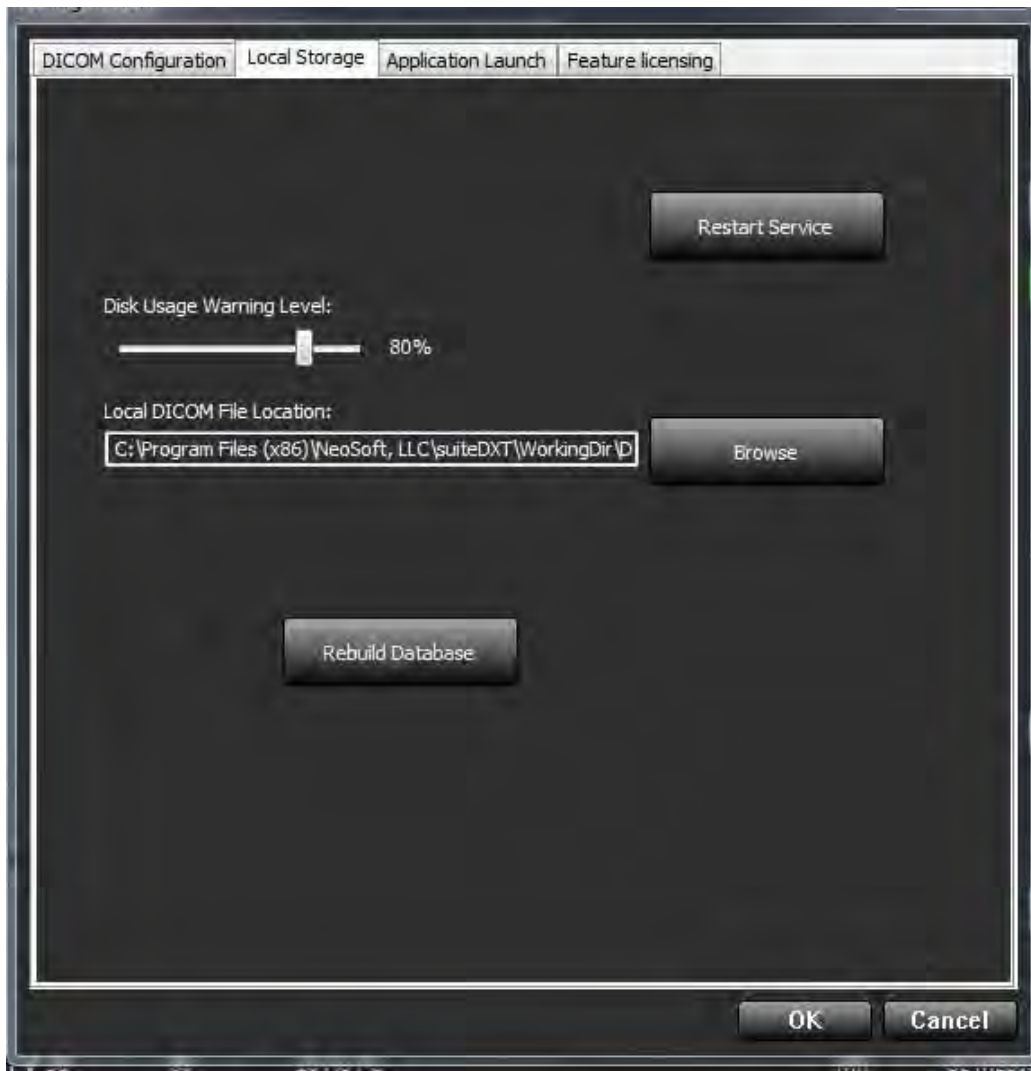 DICOM Configuration Local Storage Application Launch Feature licensing
Restart Service
Disk Usage Warning Level:
80%
Local DICOM File Location:
C:\Program Files (x86)\NeoSoft, LLC\suiteDXT\WorkingDir\D
Browse
Rebuild Database
OK Cancel